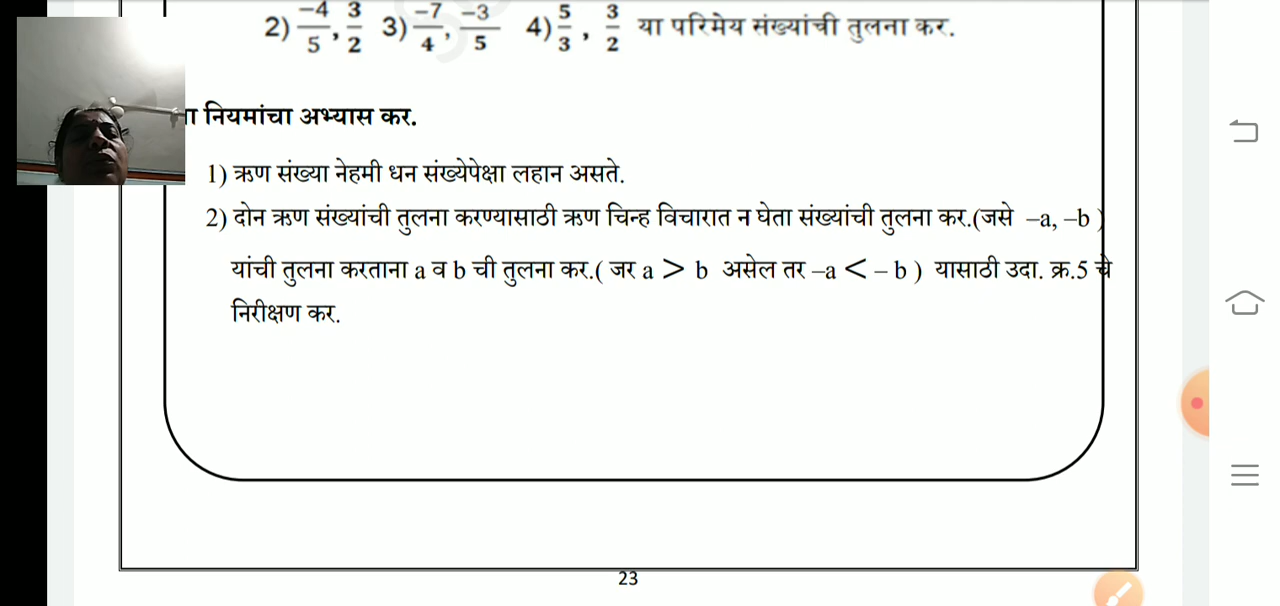 2) −4/5, 3/2 3) −7/4, −3/5 4) 5/3, 3/2 या परिमेय संख्यांची तुलना कर.
नियमांचा अभ्यास कर.
1) ऋण संख्या नेहमी धन संख्येपेक्षा लहान असते.
2) दोन ऋण संख्यांची तुलना करण्यासाठी ऋण चिन्ह विचारात न घेता संख्यांची तुलना कर.(जसे –a, –b )
यांची तुलना करताना a व b ची तुलना कर.( जर a > b असेल तर –a < – b ) यासाठी उदा. क्र.5 चे
निरीक्षण कर.
23